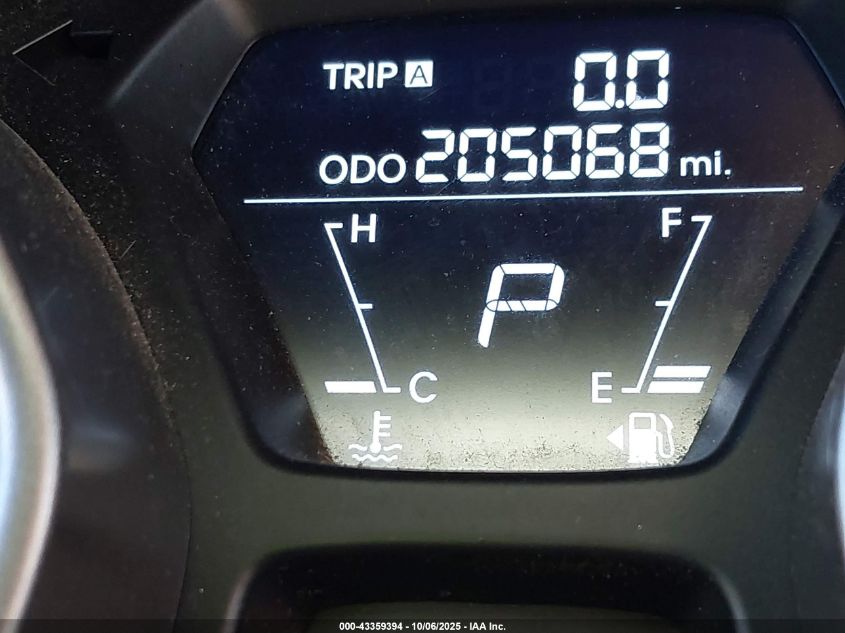 TRIP A 0.0
ODO 205068 mi.
H F
P
C E
000-43359394 - 10/06/2025 - IAA Inc.